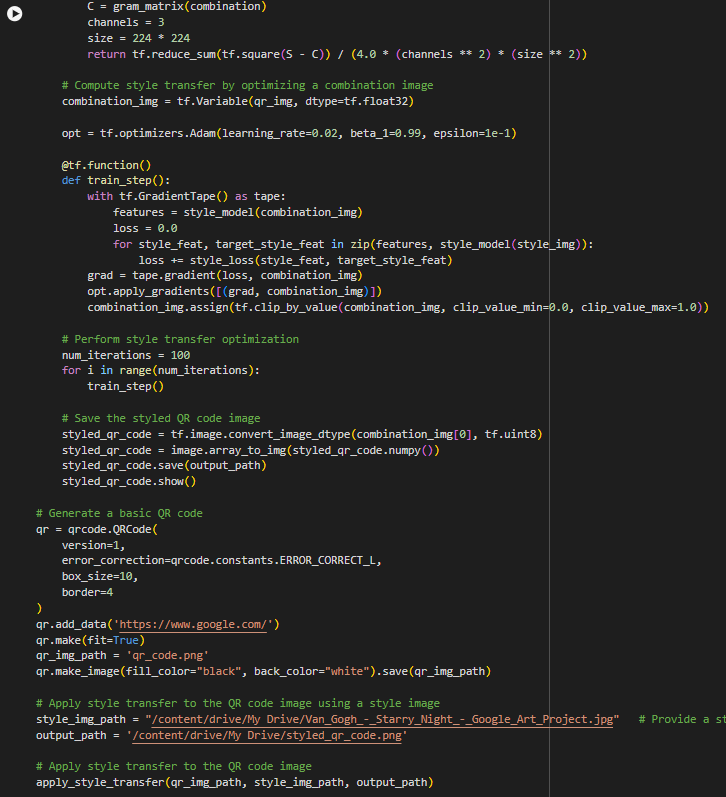 C = gram_matrix(combination)
channels = 3
size = 224 * 224
return tf.reduce_sum(tf.square(S - C)) / (4.0 * (channels ** 2) * (size ** 2))
# Compute style transfer by optimizing a combination image
combination_img = tf.Variable(qr_img, dtype=tf.float32)
opt = tf.optimizers.Adam(learning_rate=0.02, beta_1=0.99, epsilon=1e-1)
@tf.function()
def train_step():
with tf.GradientTape() as tape:
features = style_model(combination_img)
loss = 0.0
for style_feat, target_style_feat in zip(features, style_model(style_img)):
loss += style_loss(style_feat, target_style_feat)
grad = tape.gradient(loss, combination_img)
opt.apply_gradients([(grad, combination_img)])
combination_img.assign(tf.clip_by_value(combination_img, clip_value_min=0.0, clip_value_max=1.0))
# Perform style transfer optimization
num_iterations = 100
for i in range(num_iterations):
train_step()
# Save the styled QR code image
styled_qr_code = tf.image.convert_image_dtype(combination_img[0], tf.uint8)
styled_qr_code = image.array_to_img(styled_qr_code.numpy())
styled_qr_code.save(output_path)
styled_qr_code.show()
# Generate a basic QR code
qr = qrcode.QRCode(
version=1,
error_correction=qrcode.constants.ERROR_CORRECT_L,
box_size=10,
border=4
)
qr.add_data('https://www.google.com/')
qr.make(fit=True)
qr_img_path = 'qr_code.png'
qr.make_image(fill_color="black", back_color="white").save(qr_img_path)
# Apply style transfer to the QR code image using a style image
style_img_path = "/content/drive/My Drive/Van_Gogh_-_Starry_Night_-_Google_Art_Project.jpg" # Provide a st
output_path = '/content/drive/My Drive/styled_qr_code.png'
# Apply style transfer to the QR code image
apply_style_transfer(qr_img_path, style_img_path, output_path)